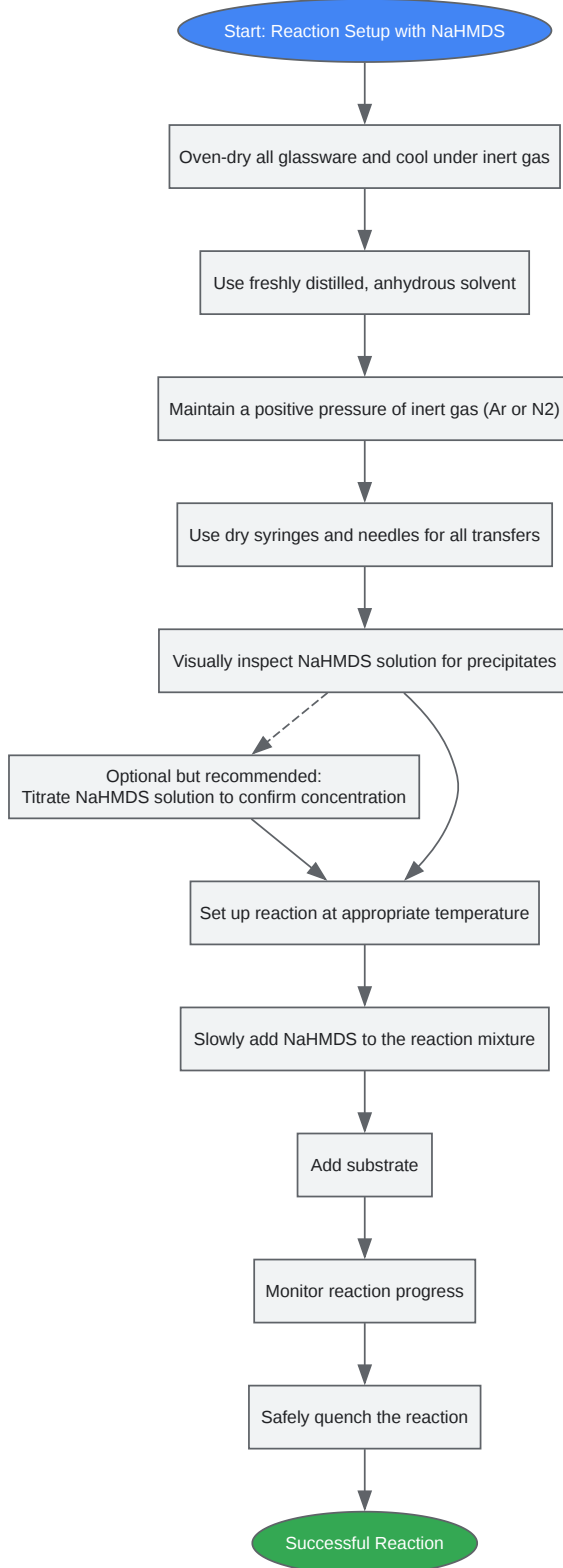 Start: Reaction Setup with NaHMDS
Oven-dry all glassware and cool under inert gas
Use freshly distilled, anhydrous solvent
Maintain a positive pressure of inert gas (Ar or N2)
Use dry syringes and needles for all transfers
Visually inspect NaHMDS solution for precipitates
Optional but recommended:
Titrate NaHMDS solution to confirm concentration
Set up reaction at appropriate temperature
Slowly add NaHMDS to the reaction mixture
Add substrate
Monitor reaction progress
Safely quench the reaction
Successful Reaction